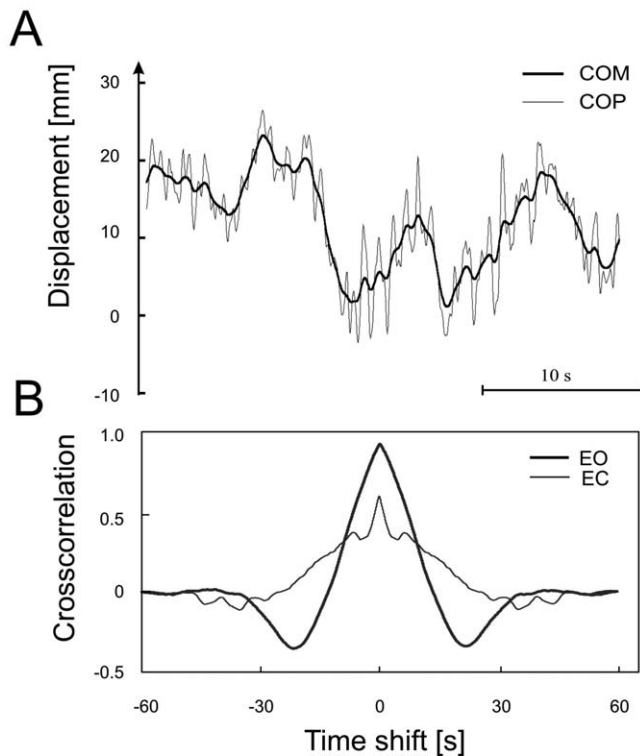 A
Displacement [mm]
30
20
10
0
-10
COM
COP
10 s
B
Crosscorrelation
1.0
0.5
0
-0.5
EO
EC
-60
-30
0
30
60
Time shift [s]